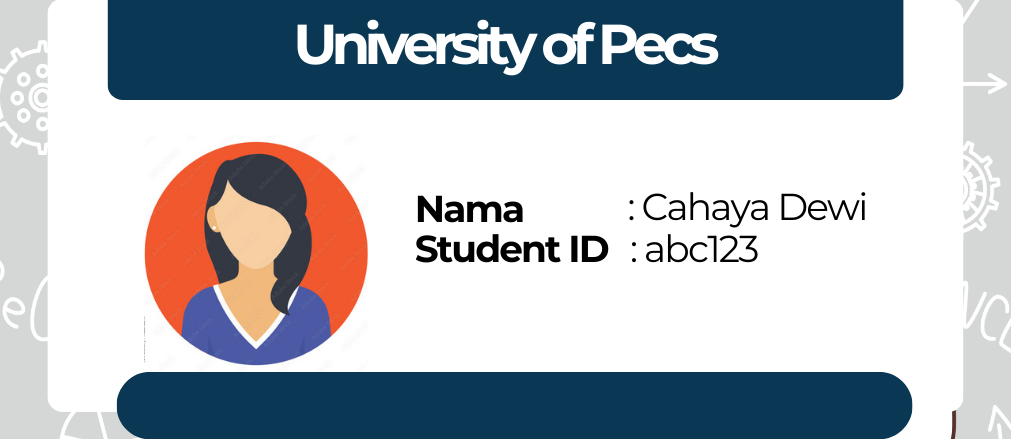 University of Pecs
Nama : Cahaya Dewi
Student ID : abc123